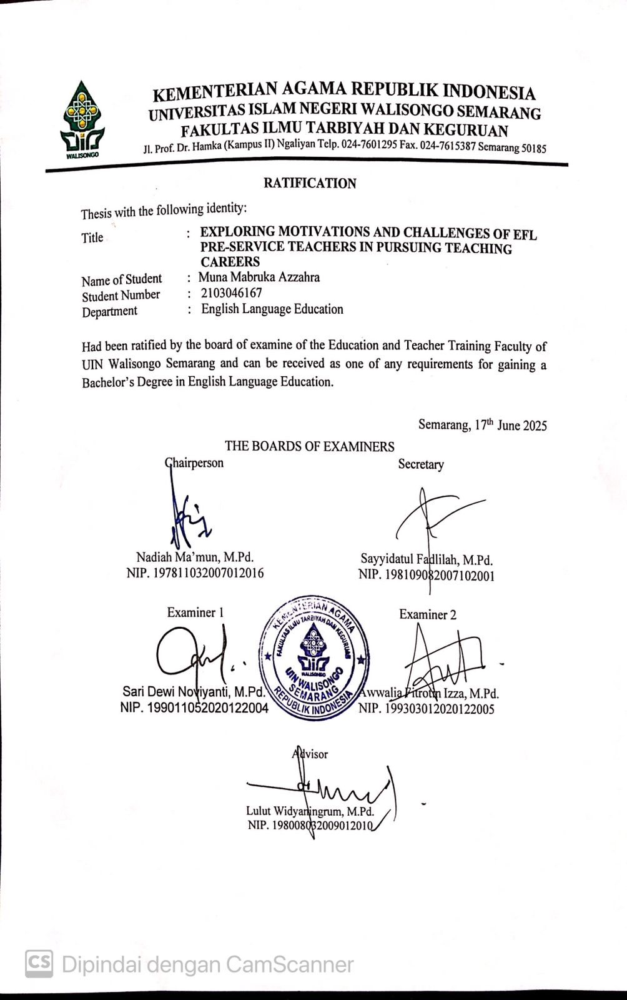 WALISONGO
KEMENTERIAN AGAMA REPUBLIK INDONESIA
UNIVERSITAS ISLAM NEGERI WALISONGO SEMARANG
FAKULTAS ILMU TARBIYAH DAN KEGURUAN
Jl. Prof. Dr. Hamka (Kampus II) Ngaliyan Telp. 024-7601295 Fax. 024-7615387 Semarang 50185
RATIFICATION
Thesis with the following identity:
Title : EXPLORING MOTIVATIONS AND CHALLENGES OF EFL
PRE-SERVICE TEACHERS IN PURSUING TEACHING
CAREERS
Name of Student : Muna Mabruka Azzahra
Student Number : 2103046167
Department : English Language Education
Had been ratified by the board of examine of the Education and Teacher Training Faculty of
UIN Walisongo Semarang and can be received as one of any requirements for gaining a
Bachelor's Degree in English Language Education.
Semarang, 17th June 2025
THE BOARDS OF EXAMINERS
Chairperson Secretary
Nadiah Ma'mun, M.Pd. Sayyidatul Fadlilah, M.Pd.
NIP. 197811032007012016 NIP. 198109082007102001
Examiner 1 Examiner 2
KEMENTERIAN AGAMA
FAKULTAS ILMU TARBIYAH DAN KEGURUAN
WALISONGO
UIN WALISONGO
SEMARANG
REPUBLIK INDONESIA
Sari Dewi Noviyanti, M.Pd. Awwalia Fitrotin Izza, M.Pd.
NIP. 199011052020122004 NIP. 199303012020122005
Advisor
Lulut Widyaningrum, M.Pd.
NIP. 198008032009012010
CS Dipindai dengan CamScanner